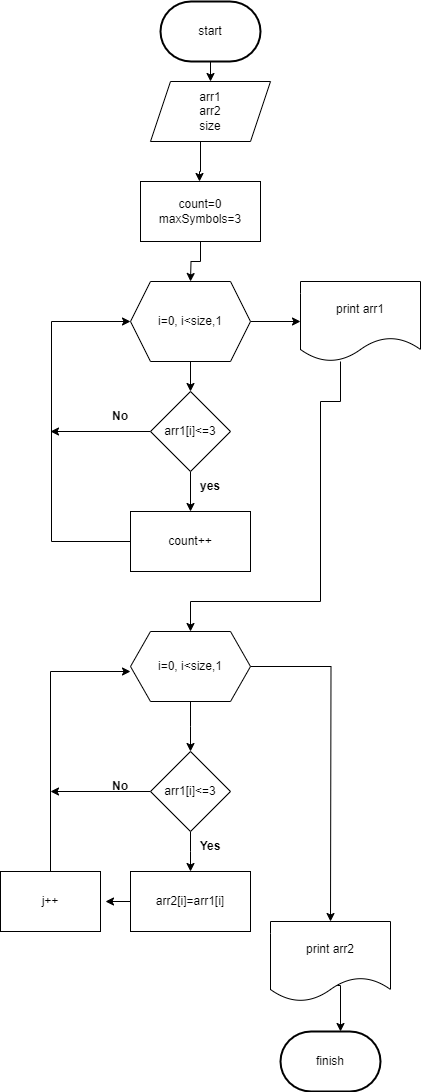 start
arr1
arr2
size
count=0
maxSymbols=3
i=0, i<size,1
print arr1
No
arr1[i]<=3
yes
count++
i=0, i<size,1
No
arr1[i]<=3
Yes
j++
arr2[i]=arr1[i]
print arr2
finish